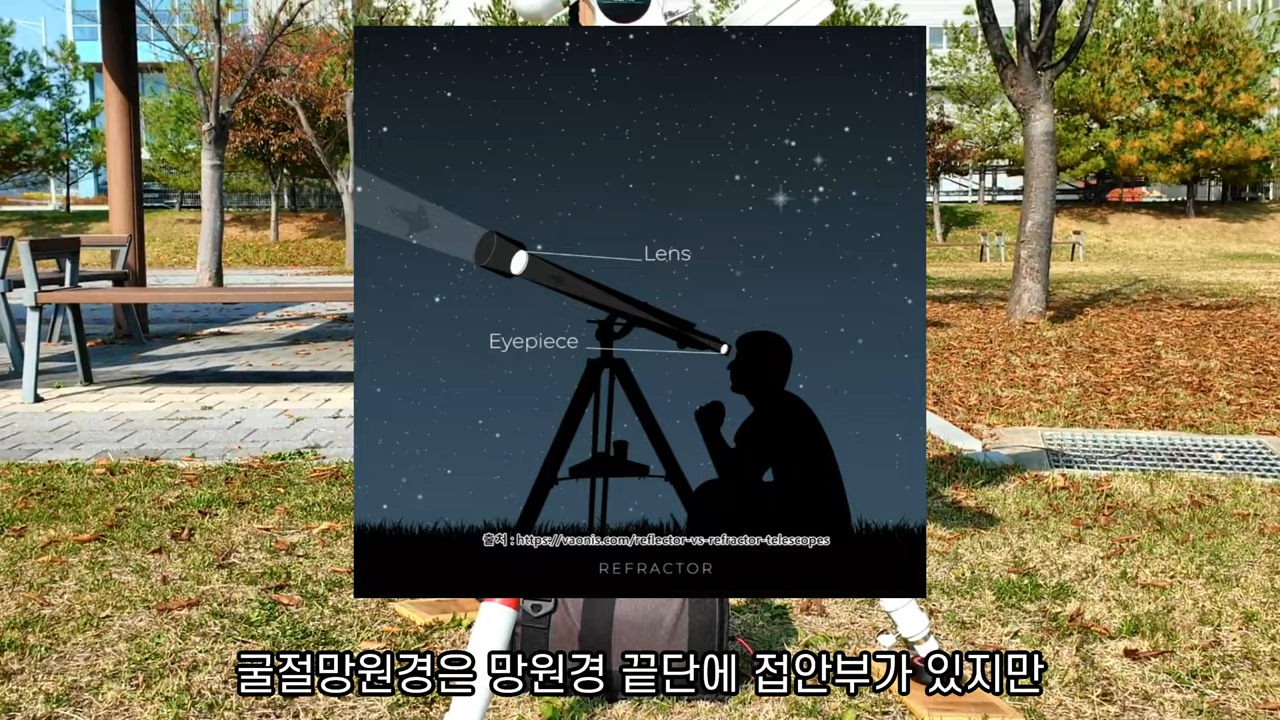 Lens
Eyepiece
출처 : https://vaonis.com/reflector-vs-refractor-telescopes
REFRACTOR
굴절망원경은 망원경 끝단에 접안부가 있지만